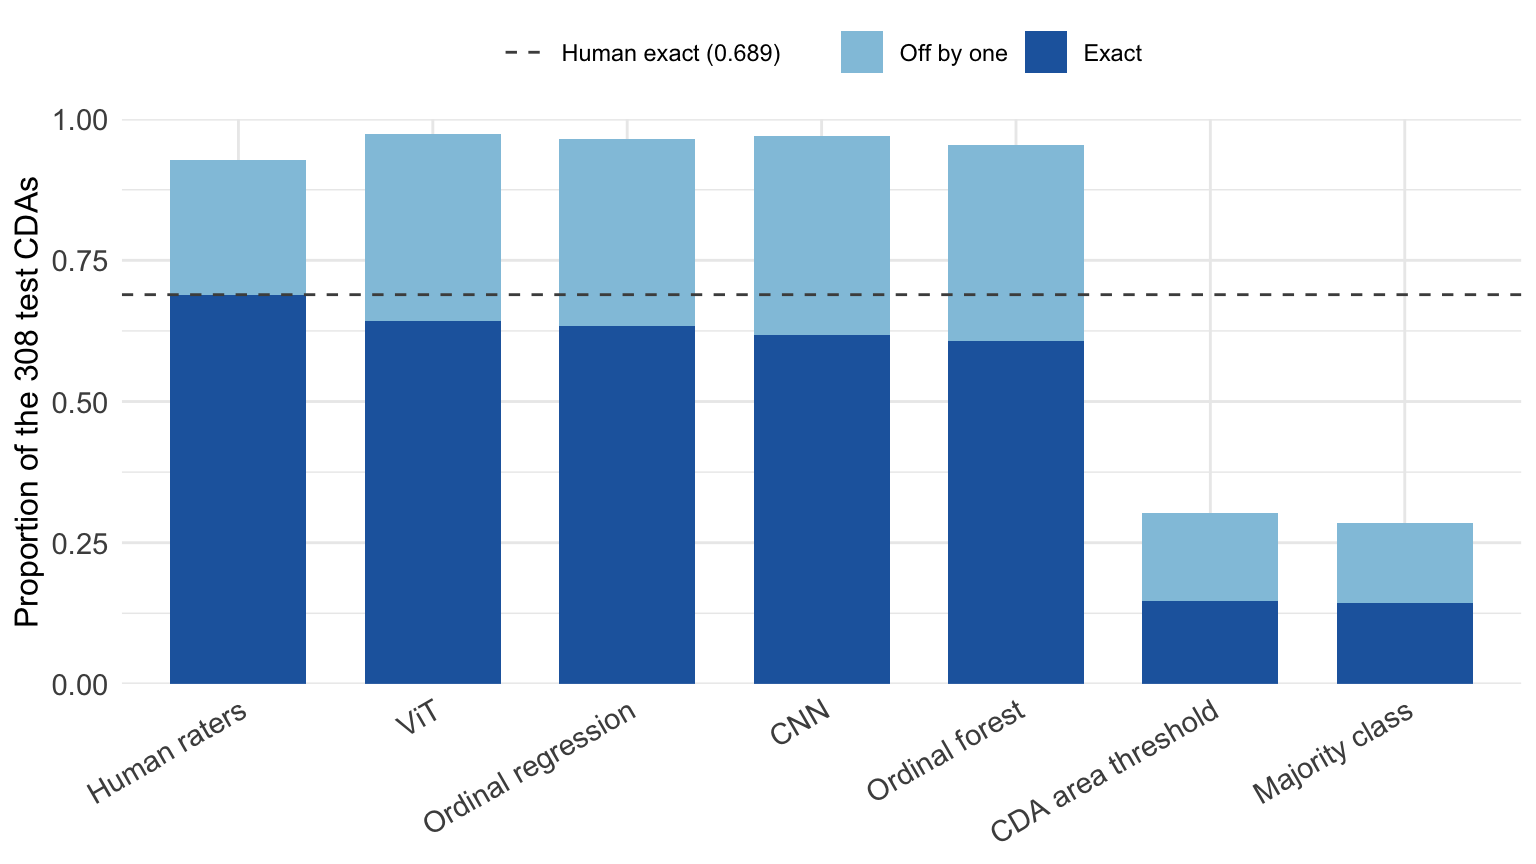 Human exact (0.689)
Off by one
Exact
Proportion of the 308 test CDAs
1.00
0.75
0.50
0.25
0.00
Human raters
ViT
Ordinal regression
CNN
Ordinal forest
CDA area threshold
Majority class